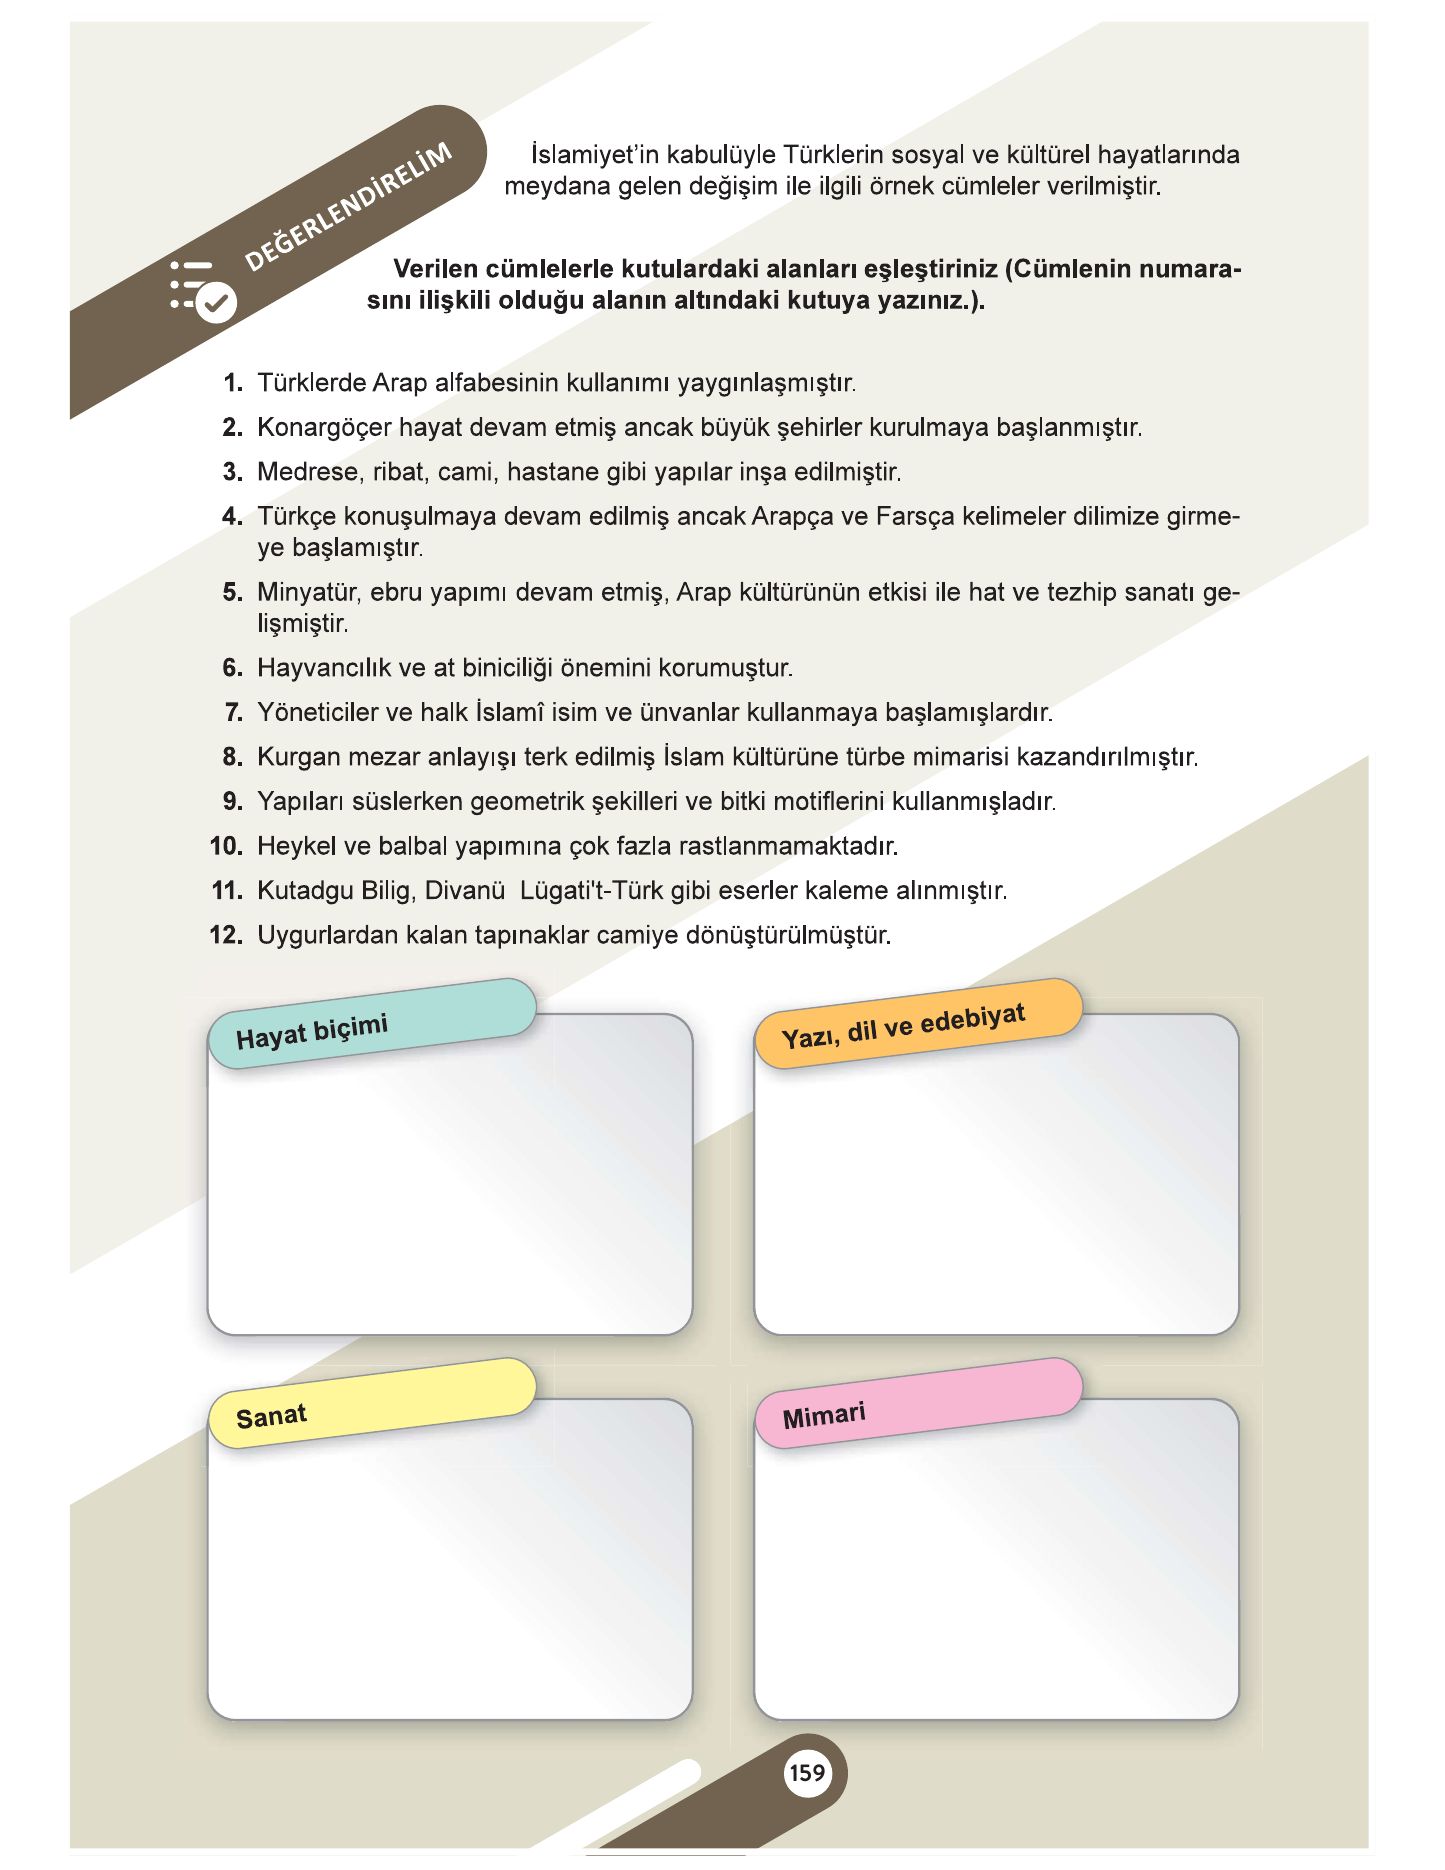 DEĞERLENDİRELİM
İslamiyet’in kabulüyle Türklerin sosyal ve kültürel hayatlarında
meydana gelen değişim ile ilgili örnek cümleler verilmiştir.
Verilen cümlelerle kutulardaki alanları eşleştiriniz (Cümlenin numara-
sını ilişkili olduğu alanın altındaki kutuya yazınız.).
1. Türklerde Arap alfabesinin kullanımı yaygınlaşmıştır.
2. Konargöçer hayat devam etmiş ancak büyük şehirler kurulmaya başlanmıştır.
3. Medrese, ribat, cami, hastane gibi yapılar inşa edilmiştir.
4. Türkçe konuşulmaya devam edilmiş ancak Arapça ve Farsça kelimeler dilimize girme-
ye başlamıştır.
5. Minyatür, ebru yapımı devam etmiş, Arap kültürünün etkisi ile hat ve tezhip sanatı ge-
lişmiştir.
6. Hayvancılık ve at biniciliği önemini korumuştur.
7. Yöneticiler ve halk İslamî isim ve ünvanlar kullanmaya başlamışlardır.
8. Kurgan mezar anlayışı terk edilmiş İslam kültürüne türbe mimarisi kazandırılmıştır.
9. Yapıları süslerken geometrik şekilleri ve bitki motiflerini kullanmışladır.
10. Heykel ve balbal yapımına çok fazla rastlanmamaktadır.
11. Kutadgu Bilig, Divanü Lügati't-Türk gibi eserler kaleme alınmıştır.
12. Uygurlardan kalan tapınaklar camiye dönüştürülmüştür.
Hayat biçimi
Yazı, dil ve edebiyat
Sanat
Mimari
159